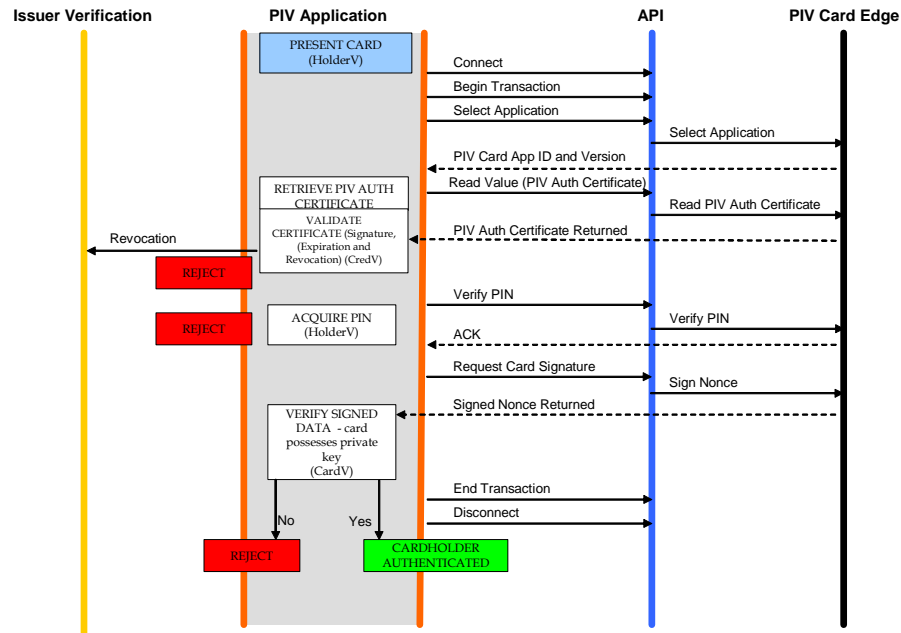 Issuer Verification
PIV Application
API
PIV Card Edge
PRESENT CARD
(HolderV)
Connect
Begin Transaction
Select Application
Select Application
PIV Card App ID and Version
RETRIEVE PIV AUTH
CERTIFICATE
Read Value (PIV Auth Certificate)
Read PIV Auth Certificate
VALIDATE
CERTIFICATE (Signature,
(Expiration and
Revocation) (CredV)
PIV Auth Certificate Returned
Revocation
REJECT
Verify PIN
REJECT
ACQUIRE PIN
(HolderV)
Verify PIN
ACK
Request Card Signature
Sign Nonce
Signed Nonce Returned
VERIFY SIGNED
DATA - card
possesses private
key
(CardV)
End Transaction
Disconnect
No
Yes
REJECT
CARDHOLDER
AUTHENTICATED